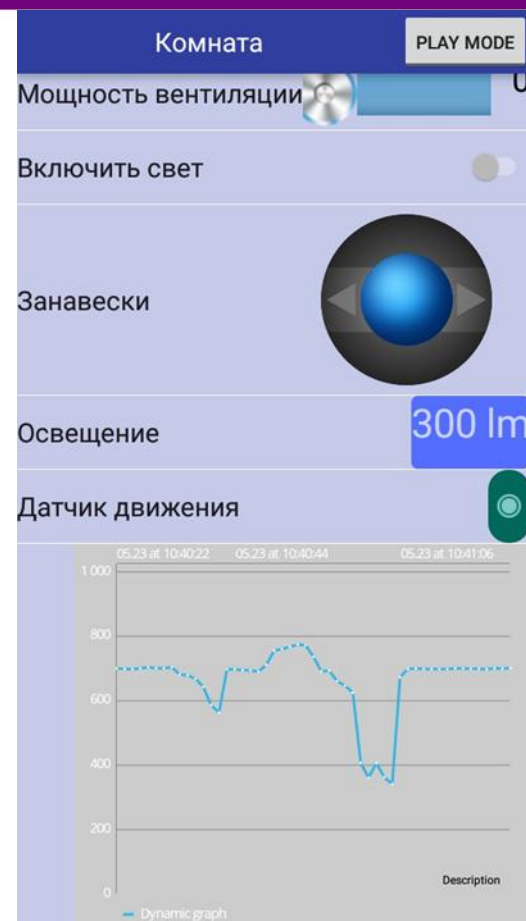 Комната PLAY MODE
Мощность вентиляции 0
Включить свет
Занавески
Освещение 300 lm
Датчик движения
05.23 at 10:40:22 05.23 at 10:40:44 05.23 at 10:41:06
1 000
800
600
400
200
0
Description
Dynamic graph